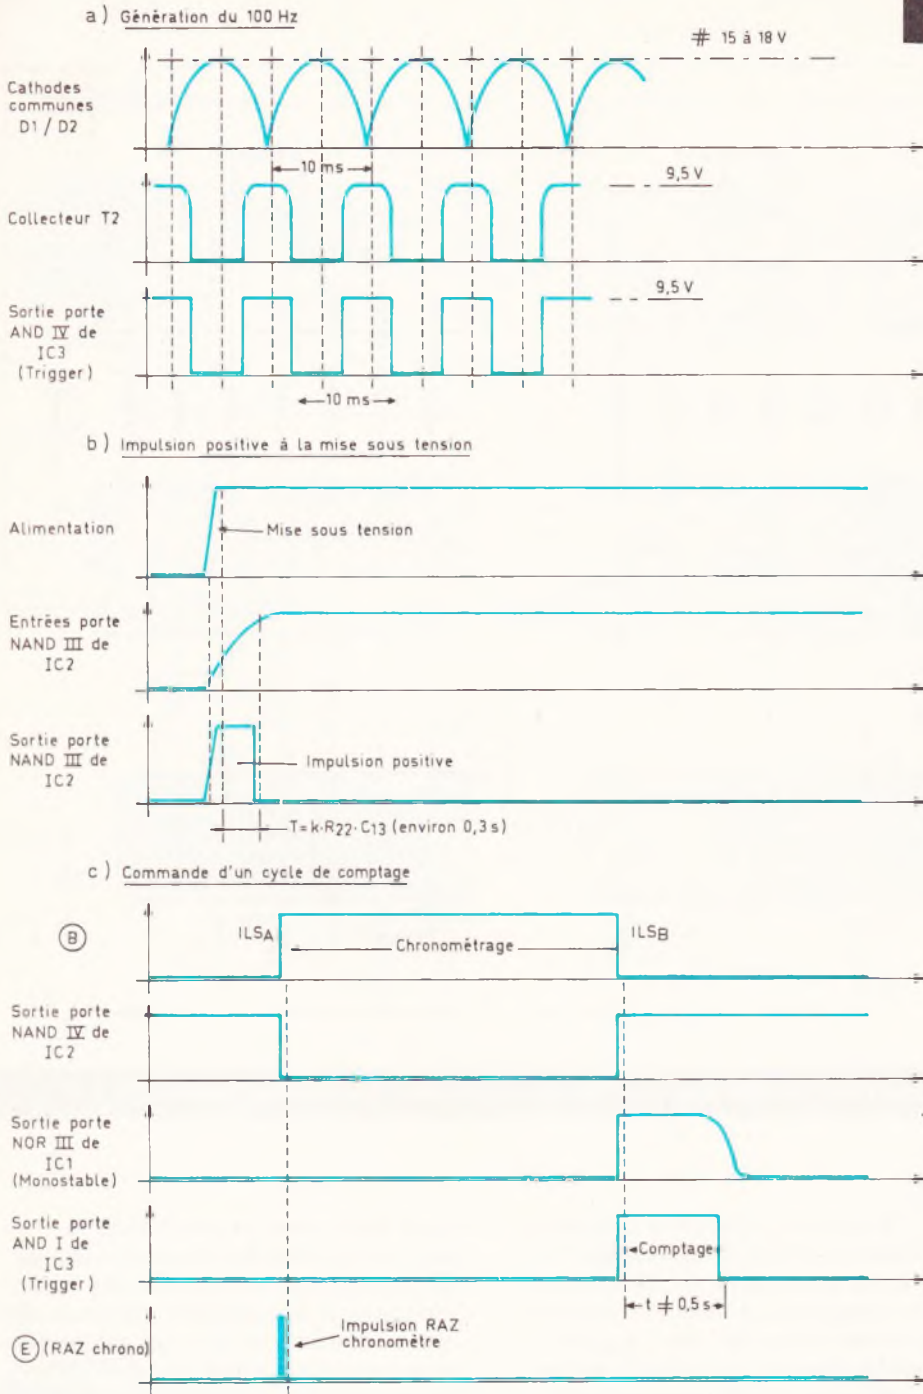 a) Génération du 100 Hz
# 15 à 18 V
Cathodes
communes
D1 / D2
10 ms
9,5 V
Collecteur T2
9,5 V
Sortie porte
AND IV de
IC3
(Trigger)
10 ms
b) Impulsion positive à la mise sous tension
Alimentation
Mise sous tension
Entrées porte
NAND III de
IC2
Sortie porte
NAND III de
IC2
Impulsion positive
T=k·R22·C13 (environ 0,3 s)
c) Commande d'un cycle de comptage
B
ILSA
Chronométrage
ILSB
Sortie porte
NAND IV de
IC2
Sortie porte
NOR III de
IC1
(Monostable)
Sortie porte
AND I de
IC3
(Trigger)
Comptage
t ≠ 0,5 s
E (RAZ chrono)
Impulsion RAZ
chronomètre